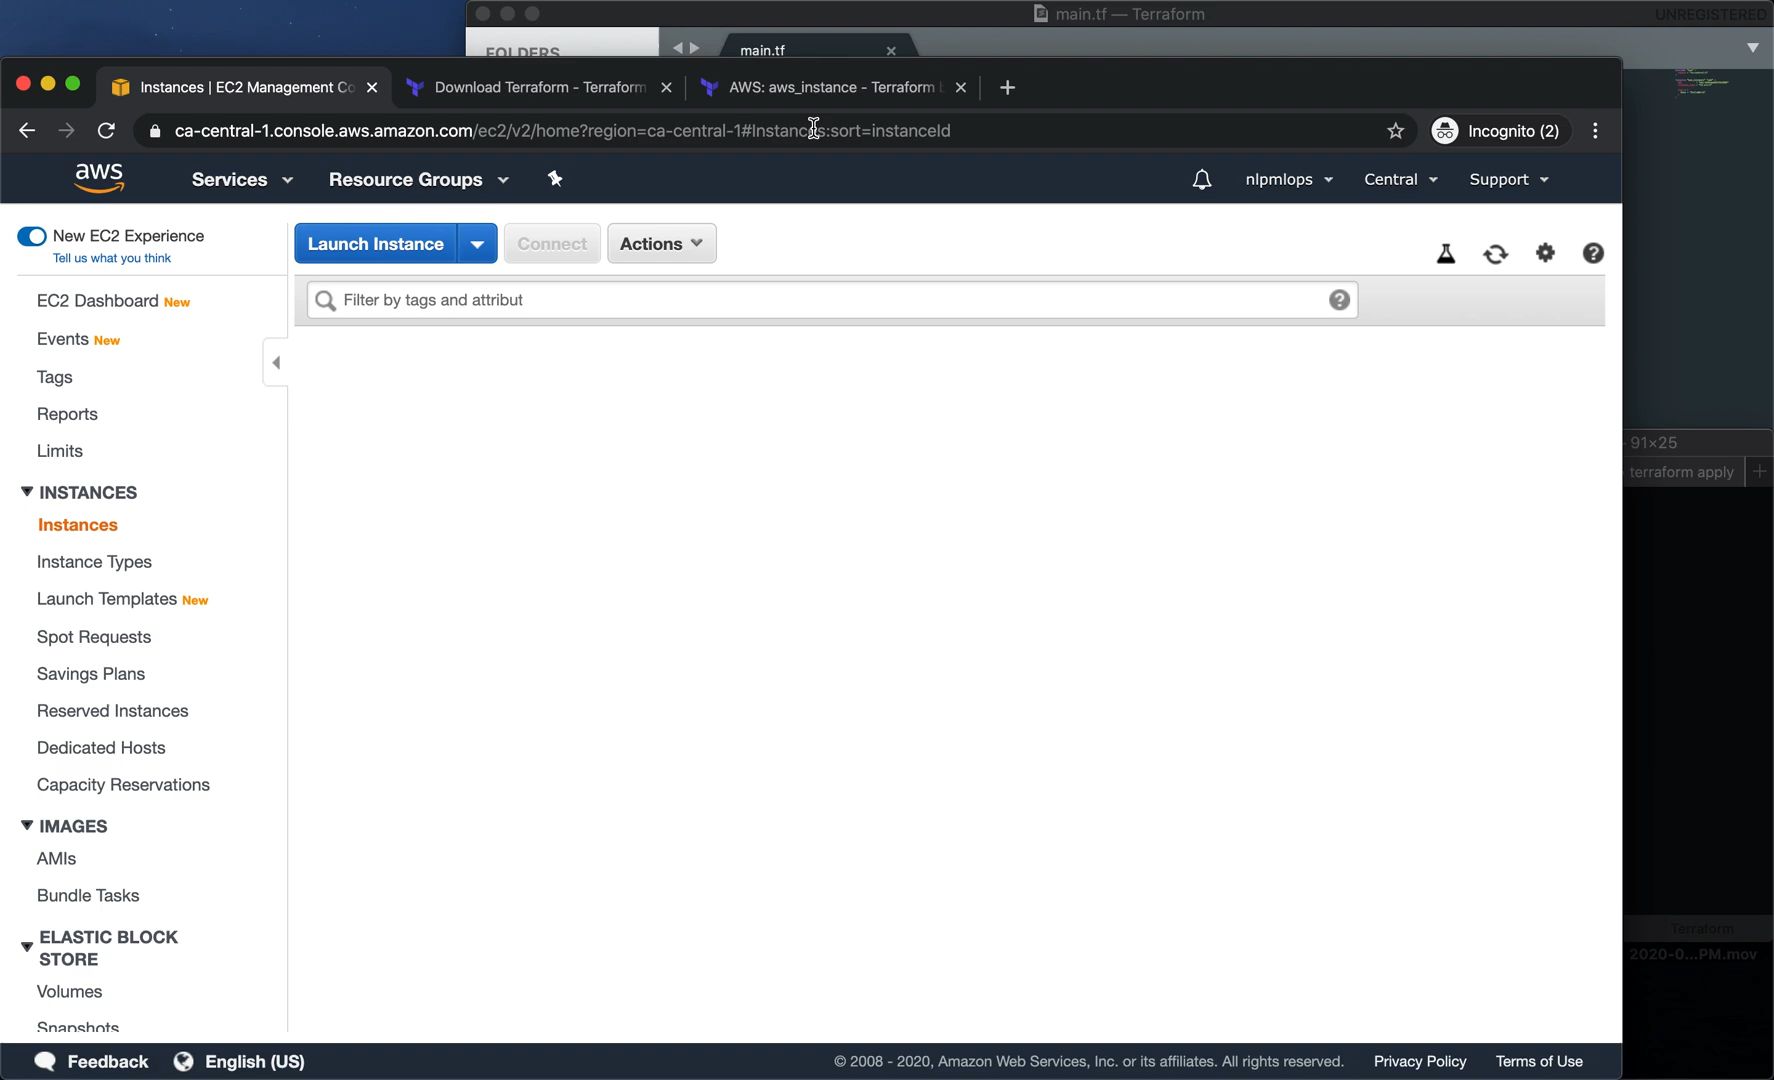 main.tf — Terraform
UNREGISTERED
FOLDERS
main.tf
Instances | EC2 Management Co
Download Terraform - Terraform
AWS: aws_instance - Terraform
ca-central-1.console.aws.amazon.com/ec2/v2/home?region=ca-central-1#Instances:sort=instanceId
Incognito (2)
aws
Services
Resource Groups
nlpmlops
Central
Support
New EC2 Experience
Tell us what you think
Launch Instance
Connect
Actions
Filter by tags and attribut
EC2 Dashboard New
Events New
Tags
Reports
Limits
INSTANCES
Instances
Instance Types
Launch Templates New
Spot Requests
Savings Plans
Reserved Instances
Dedicated Hosts
Capacity Reservations
IMAGES
AMIs
Bundle Tasks
ELASTIC BLOCK
STORE
Volumes
Snapshots
91×25
terraform apply
Terraform
2020-0...PM.mov
Feedback
English (US)
© 2008 - 2020, Amazon Web Services, Inc. or its affiliates. All rights reserved.
Privacy Policy
Terms of Use